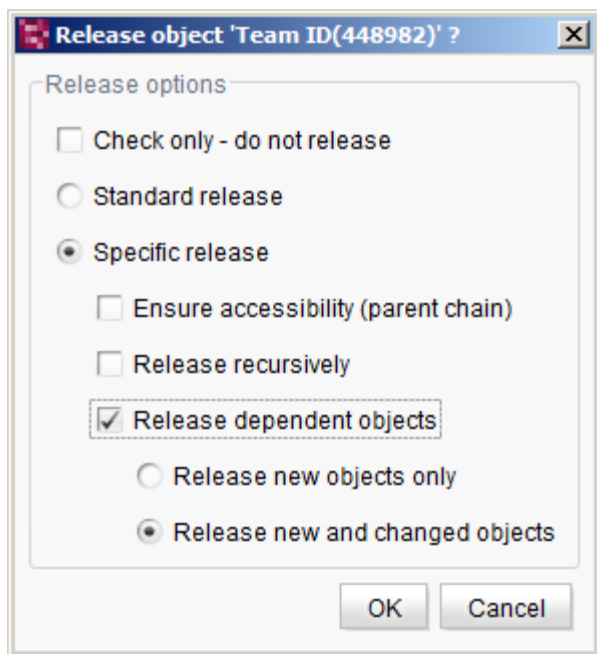 Release object 'Team ID(448982)' ?
Release options
Check only - do not release
Standard release
Specific release
Ensure accessibility (parent chain)
Release recursively
Release dependent objects
Release new objects only
Release new and changed objects
OK Cancel